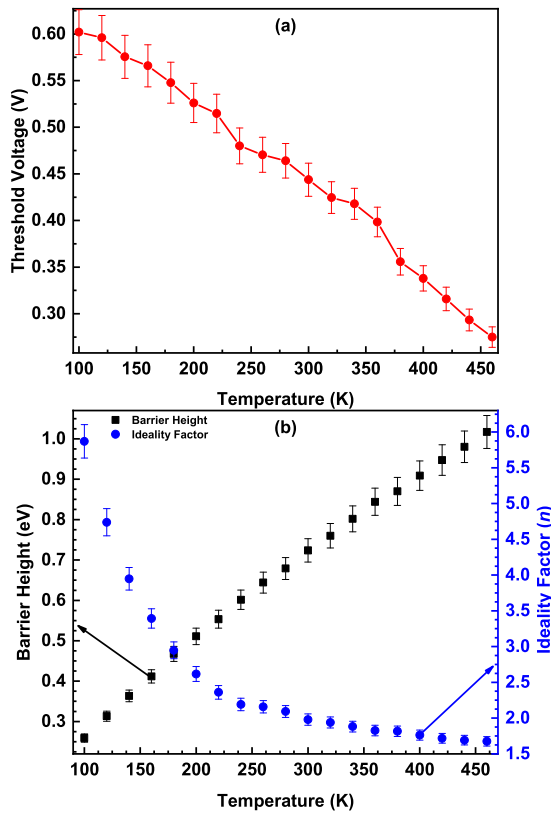 (a)
0.60
0.55
0.50
0.45
0.40
0.35
0.30
Threshold Voltage (V)
100 150 200 250 300 350 400 450
Temperature (K)
(b)
Barrier Height
Ideality Factor
1.0
0.9
0.8
0.7
0.6
0.5
0.4
0.3
Barrier Height (eV)
6.0
5.5
5.0
4.5
4.0
3.5
3.0
2.5
2.0
1.5
Ideality Factor (n)
100 150 200 250 300 350 400 450
Temperature (K)